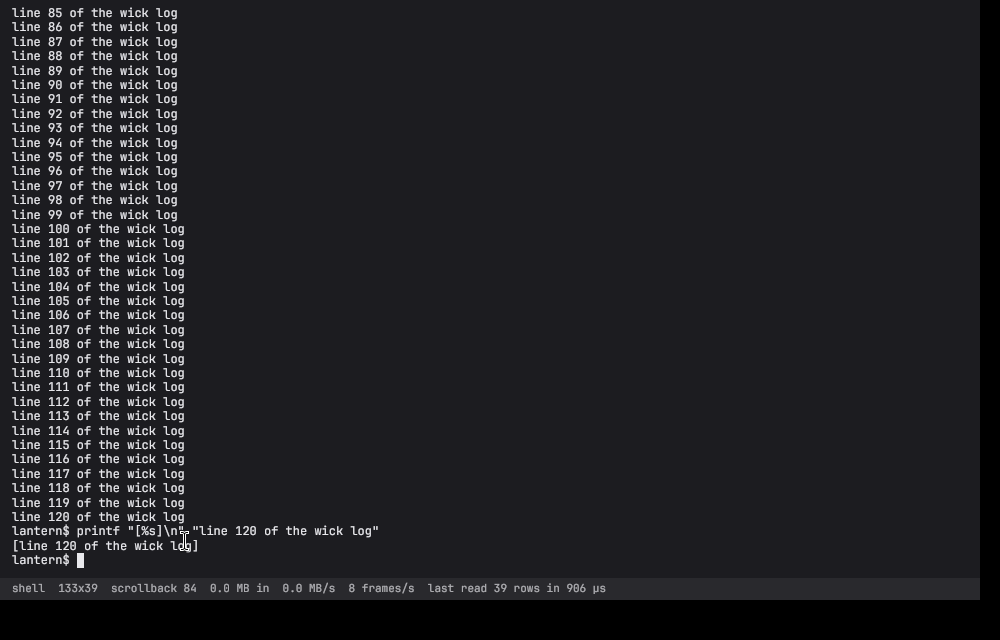 line 85 of the wick log
line 86 of the wick log
line 87 of the wick log
line 88 of the wick log
line 89 of the wick log
line 90 of the wick log
line 91 of the wick log
line 92 of the wick log
line 93 of the wick log
line 94 of the wick log
line 95 of the wick log
line 96 of the wick log
line 97 of the wick log
line 98 of the wick log
line 99 of the wick log
line 100 of the wick log
line 101 of the wick log
line 102 of the wick log
line 103 of the wick log
line 104 of the wick log
line 105 of the wick log
line 106 of the wick log
line 107 of the wick log
line 108 of the wick log
line 109 of the wick log
line 110 of the wick log
line 111 of the wick log
line 112 of the wick log
line 113 of the wick log
line 114 of the wick log
line 115 of the wick log
line 116 of the wick log
line 117 of the wick log
line 118 of the wick log
line 119 of the wick log
line 120 of the wick log
lantern$ printf "[%s]\n" "line 120 of the wick log"
[line 120 of the wick log]
lantern$
shell 133x39 scrollback 84 0.0 MB in 0.0 MB/s 8 frames/s last read 39 rows in 906 µs